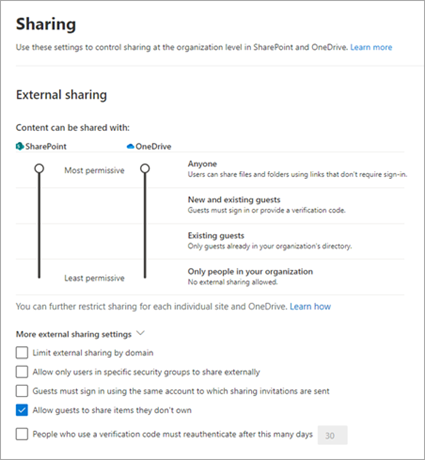 Sharing
Use these settings to control sharing at the organization level in SharePoint and OneDrive. Learn more
External sharing
Content can be shared with:
SharePoint OneDrive
Most permissive
Anyone
Users can share files and folders using links that don't require sign-in.
New and existing guests
Guests must sign in or provide a verification code.
Existing guests
Only guests already in your organization's directory.
Least permissive
Only people in your organization
No external sharing allowed.
You can further restrict sharing for each individual site and OneDrive. Learn how
More external sharing settings
Limit external sharing by domain
Allow only users in specific security groups to share externally
Guests must sign in using the same account to which sharing invitations are sent
Allow guests to share items they don't own
People who use a verification code must reauthenticate after this many days 30